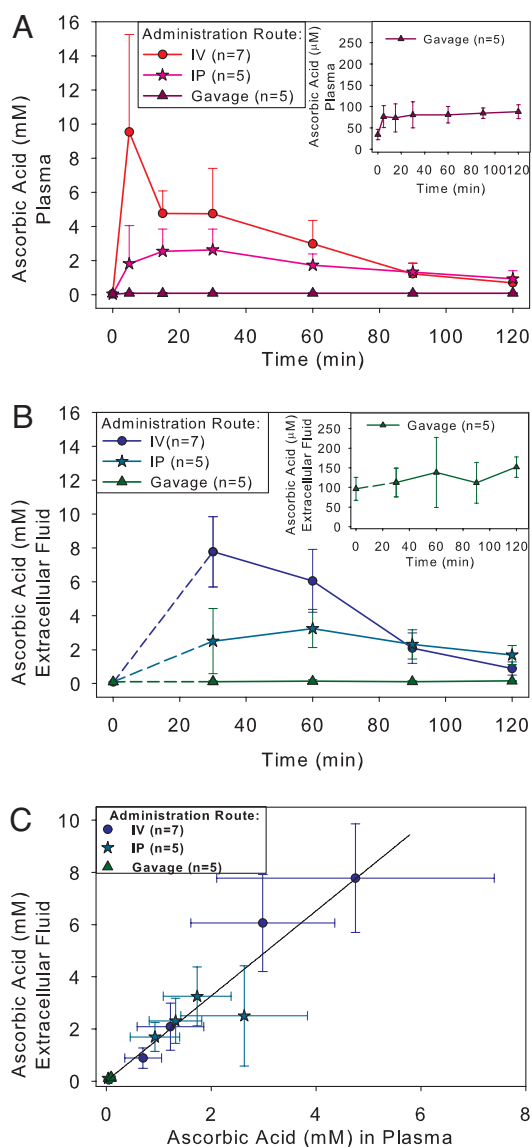 A
Administration Route:
IV (n=7)
IP (n=5)
Gavage (n=5)
16
14
12
10
8
6
4
2
0
Ascorbic Acid (mM)
Plasma
0 20 40 60 80 100 120
Time (min)
Gavage (n=5)
250
200
150
100
50
0
Ascorbic Acid (µM)
Plasma
0 20 40 60 80 100 120
Time (min)
B
Administration Route:
IV(n=7)
IP (n=5)
Gavage (n=5)
16
14
12
10
8
6
4
2
0
Ascorbic Acid (mM)
Extracellular Fluid
0 20 40 60 80 100 120
Time (min)
Gavage (n=5)
250
200
150
100
50
0
Ascorbic Acid (µM)
Extracellular Fluid
0 20 40 60 80 100 120
Time (min)
C
Administration Route:
IV (n=7)
IP (n=5)
Gavage (n=5)
10
8
6
4
2
0
Ascorbic Acid (mM)
Extracellular Fluid
0 2 4 6 8
Ascorbic Acid (mM) in Plasma